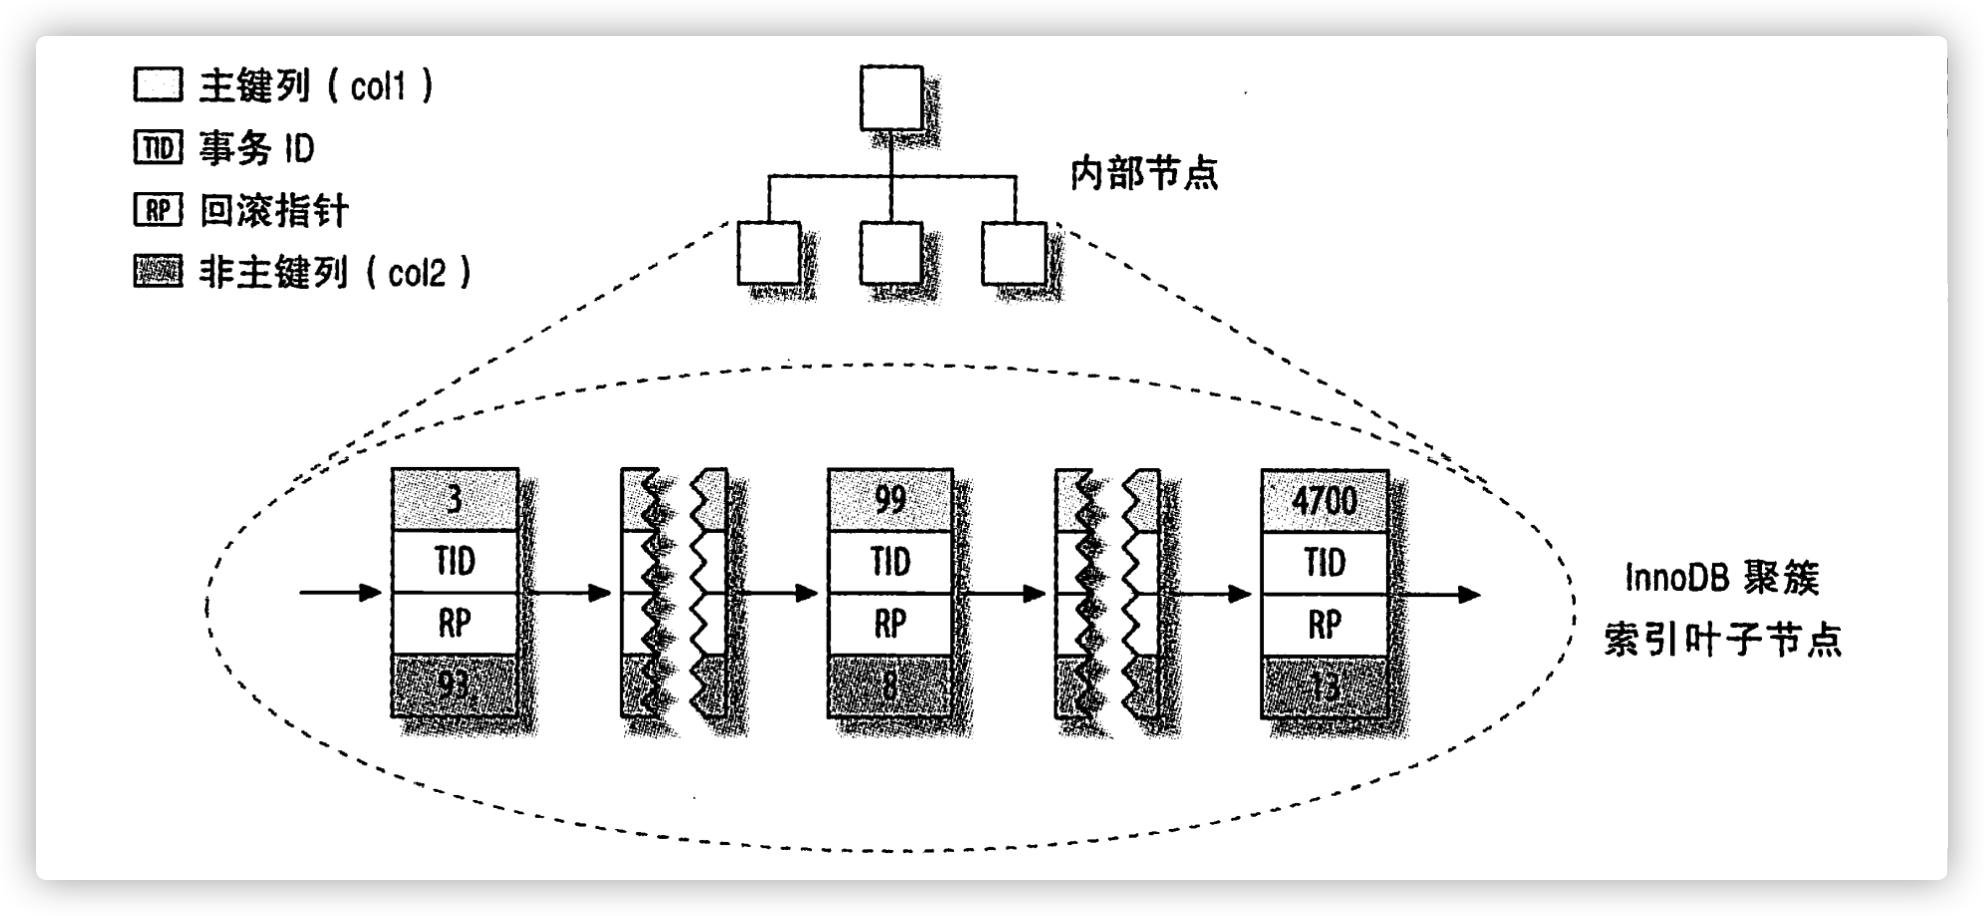 主键列（col1）
TID 事务 ID
RP 回滚指针
非主键列（col2）
内部节点
3
TID
RP
93
99
TID
RP
8
4700
TID
RP
13
InnoDB 聚簇
索引叶子节点